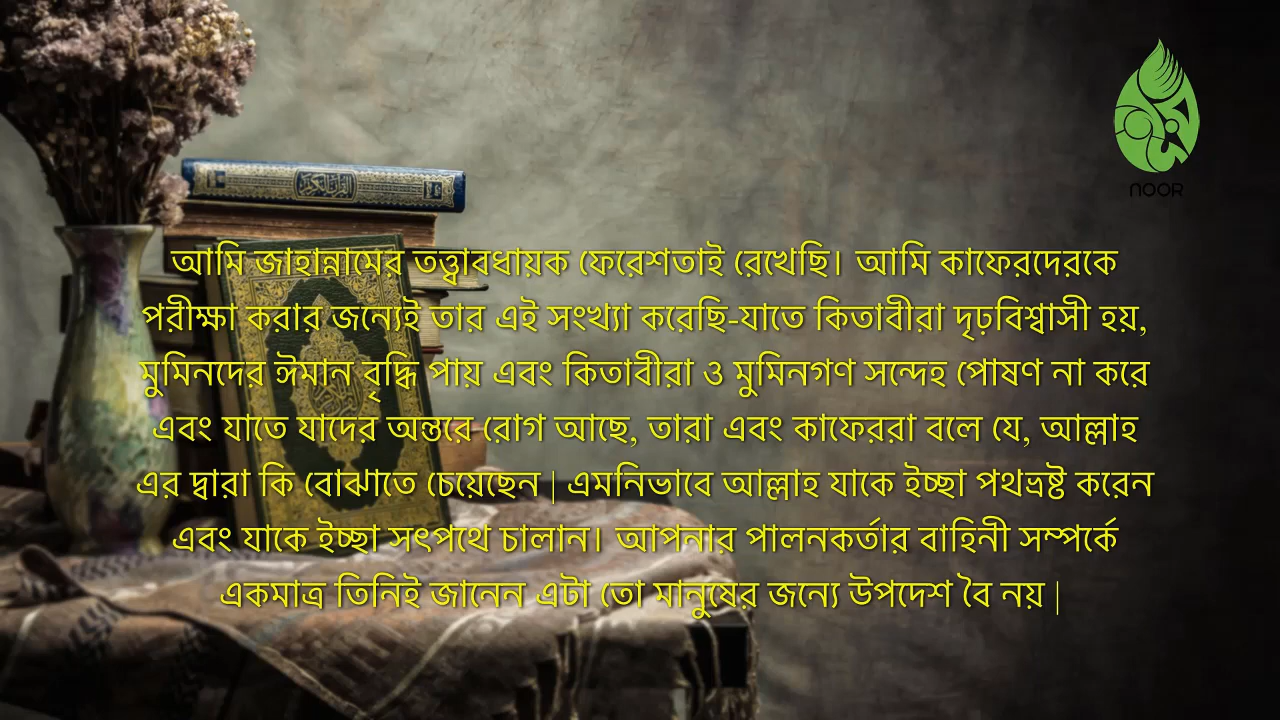 NOOR
আমি জাহান্নামের তত্ত্বাবধায়ক ফেরেশতাই রেখেছি। আমি কাফেরদেরকে
পরীক্ষা করার জন্যেই তার এই সংখ্যা করেছি-যাতে কিতাবীরা দৃঢ়বিশ্বাসী হয়,
মুমিনদের ঈমান বৃদ্ধি পায় এবং কিতাবীরা ও মুমিনগণ সন্দেহ পোষণ না করে
এবং যাতে যাদের অন্তরে রোগ আছে, তারা এবং কাফেররা বলে যে, আল্লাহ
এর দ্বারা কি বোঝাতে চেয়েছেন | এমনিভাবে আল্লাহ যাকে ইচ্ছা পথভ্রষ্ট করেন
এবং যাকে ইচ্ছা সৎপথে চালান। আপনার পালনকর্তার বাহিনী সম্পর্কে
একমাত্র তিনিই জানেন এটা তো মানুষের জন্যে উপদেশ বৈ নয় |